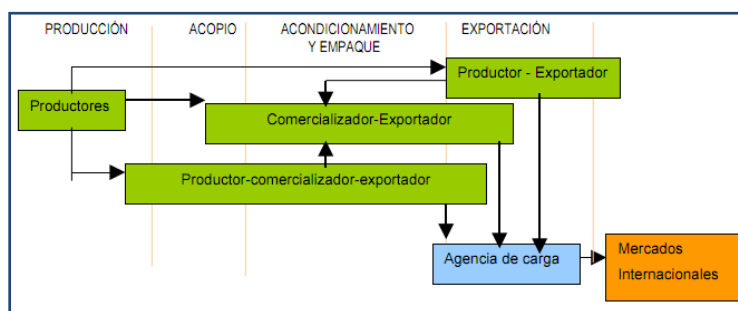 PRODUCCIÓN
ACOPIO
ACONDICIONAMIENTO
Y EMPAQUE
EXPORTACIÓN
Productor - Exportador
Productores
Comercializador-Exportador
Productor-comercializador-exportador
Agencia de carga
Mercados
Internacionales